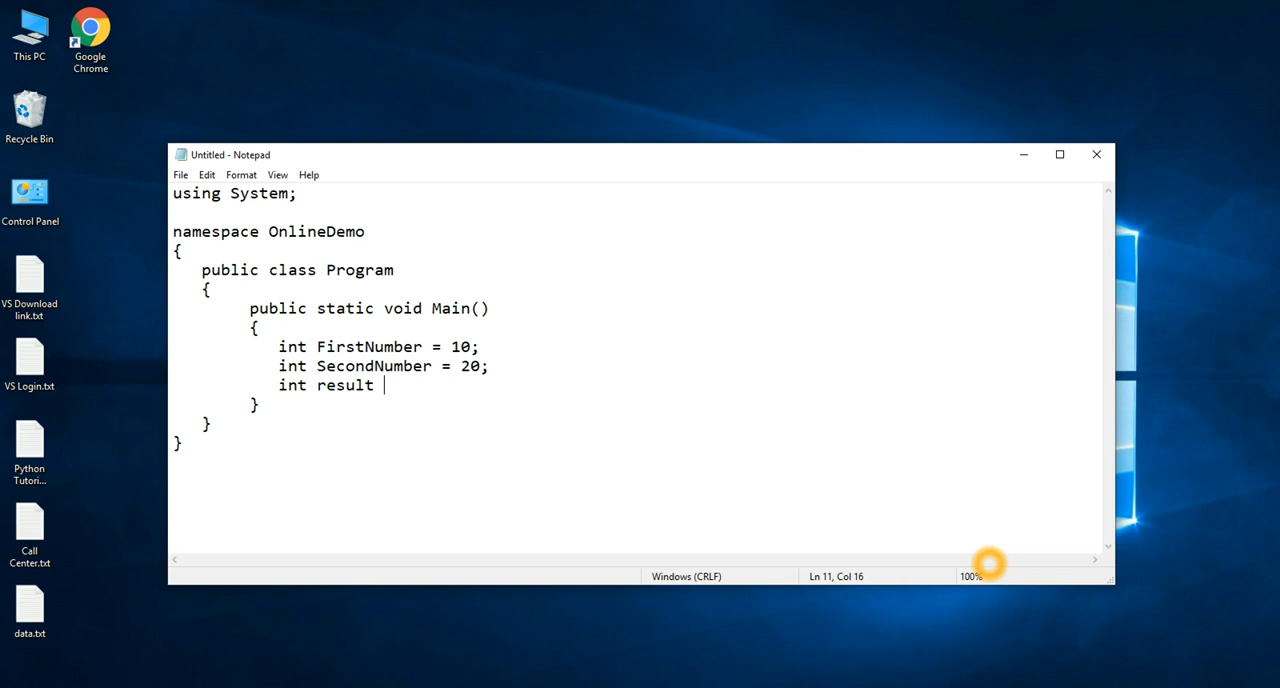 This PC
Google
Chrome
Recycle Bin
Control Panel
VS Download
link.txt
VS Login.txt
Python
Tutori...
Call
Center.txt
data.txt
Untitled - Notepad
File Edit Format View Help
using System;
namespace OnlineDemo
{
public class Program
{
public static void Main()
{
int FirstNumber = 10;
int SecondNumber = 20;
int result
}
}
}
Windows (CRLF) Ln 11, Col 16 100%